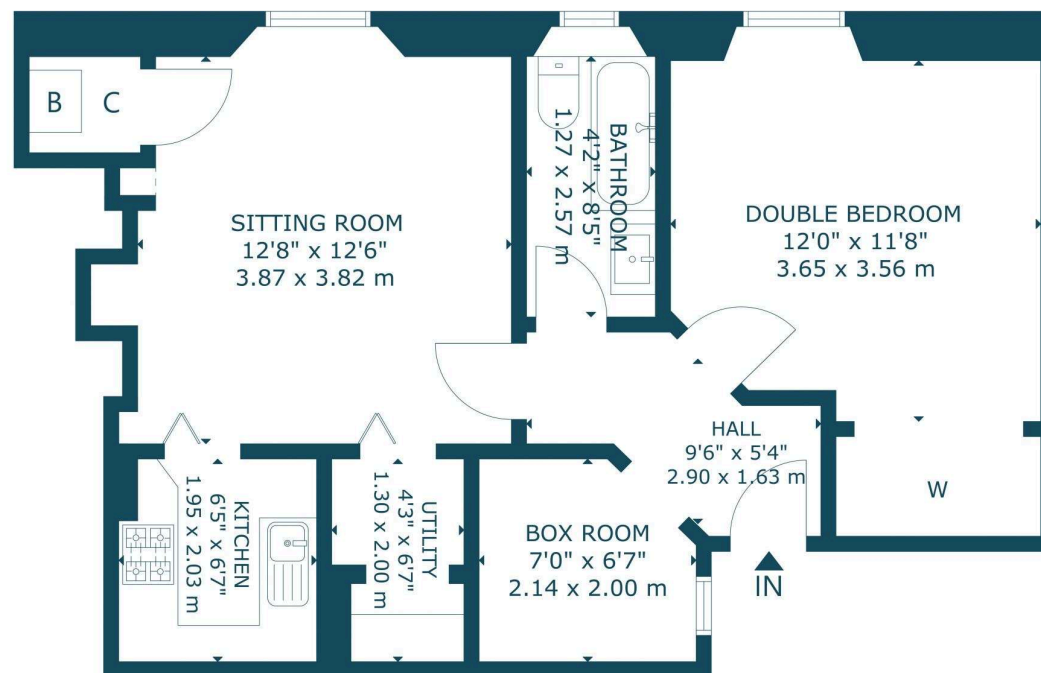 B
C
SITTING ROOM
12'8" x 12'6"
3.87 x 3.82 m
BATHROOM
4'2" x 8'5"
1.27 x 2.57 m
DOUBLE BEDROOM
12'0" x 11'8"
3.65 x 3.56 m
HALL
9'6" x 5'4"
2.90 x 1.63 m
W
KITCHEN
6'5" x 6'7"
1.95 x 2.03 m
UTILITY
4'3" x 6'7"
1.30 x 2.00 m
BOX ROOM
7'0" x 6'7"
2.14 x 2.00 m
IN